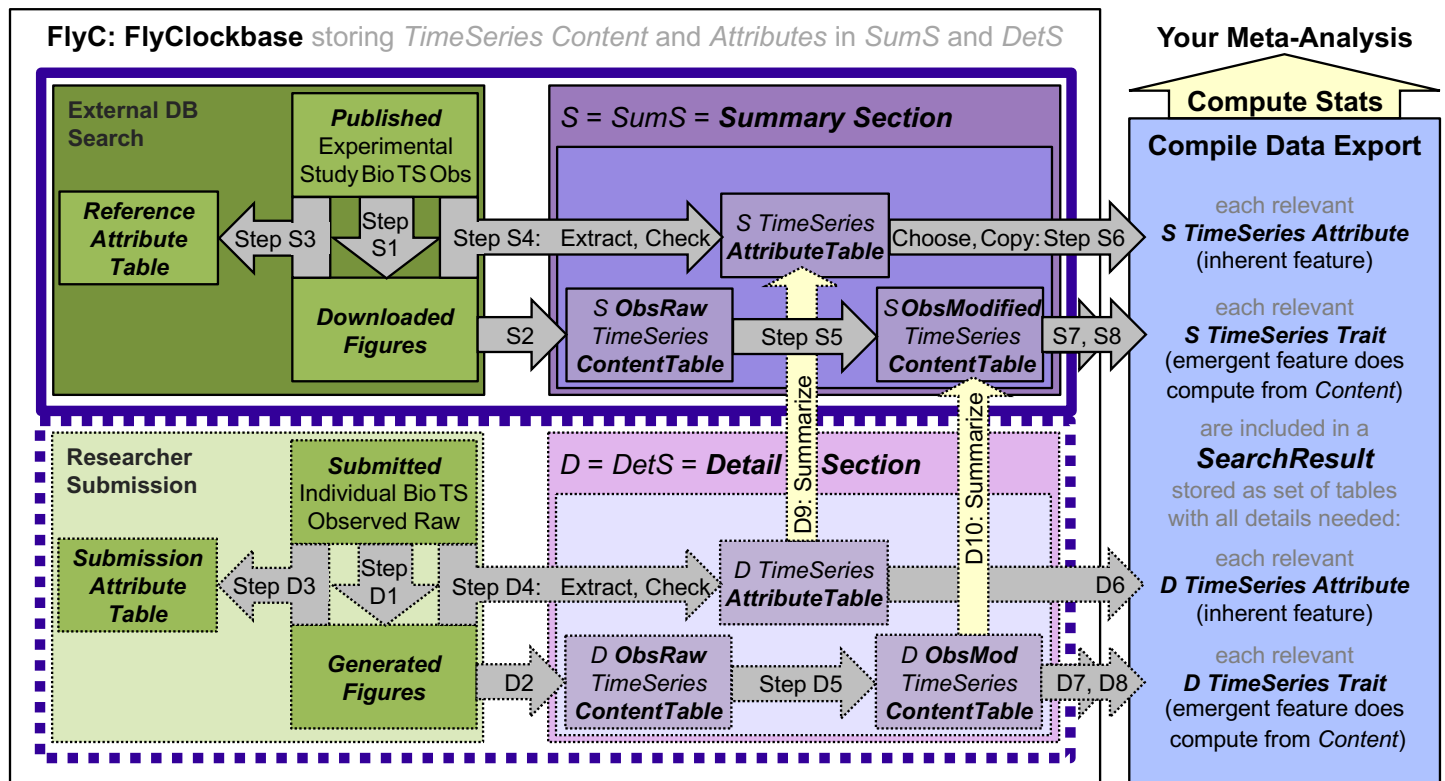 FlyC: FlyClockbase storing TimeSeries Content and Attributes in SumS and DetS
External DB
Search
Published
Experimental
Study Bio TS Obs
Reference
Attribute
Table
Step S3
Step
S1
Step S4: Extract, Check
Downloaded
Figures
S2
S = SumS = Summary Section
S TimeSeries
AttributeTable
Choose, Copy: Step S6
S ObsRaw
TimeSeries
ContentTable
Step S5
S ObsModified
TimeSeries
ContentTable
S7, S8
Researcher
Submission
Submitted
Individual Bio TS
Observed Raw
Submission
Attribute
Table
Step D3
Step
D1
Step D4: Extract, Check
Generated
Figures
D2
D = DetS = Detail Section
D9: Summarize
D10: Summarize
D TimeSeries
AttributeTable
D6
D ObsRaw
TimeSeries
ContentTable
Step D5
D ObsMod
TimeSeries
ContentTable
D7, D8
Your Meta-Analysis
Compute Stats
Compile Data Export
each relevant
S TimeSeries Attribute
(inherent feature)
each relevant
S TimeSeries Trait
(emergent feature does
compute from Content)
are included in a
SearchResult
stored as set of tables
with all details needed:
each relevant
D TimeSeries Attribute
(inherent feature)
each relevant
D TimeSeries Trait
(emergent feature does
compute from Content)